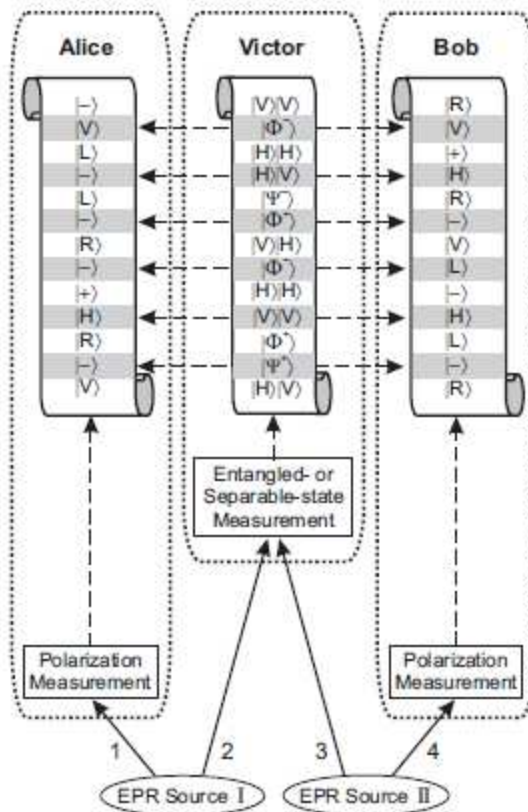 Alice Victor Bob
|−⟩ |V⟩|V⟩ |R⟩
|V⟩ |Φ⁻⟩ |V⟩
|L⟩ |H⟩|H⟩ |+⟩
|−⟩ |H⟩|V⟩ |H⟩
|L⟩ |Ψ⁻⟩ |R⟩
|−⟩ |Φ⁺⟩ |−⟩
|R⟩ |V⟩|H⟩ |V⟩
|−⟩ |Φ⁻⟩ |L⟩
|+⟩ |H⟩|H⟩ |−⟩
|H⟩ |V⟩|V⟩ |H⟩
|R⟩ |Φ⁺⟩ |L⟩
|−⟩ |Ψ⁺⟩ |−⟩
|V⟩ |H⟩|V⟩ |R⟩
Entangled- or
Separable-state
Measurement
Polarization
Measurement
Polarization
Measurement
1 2 3 4
EPR Source I
EPR Source II